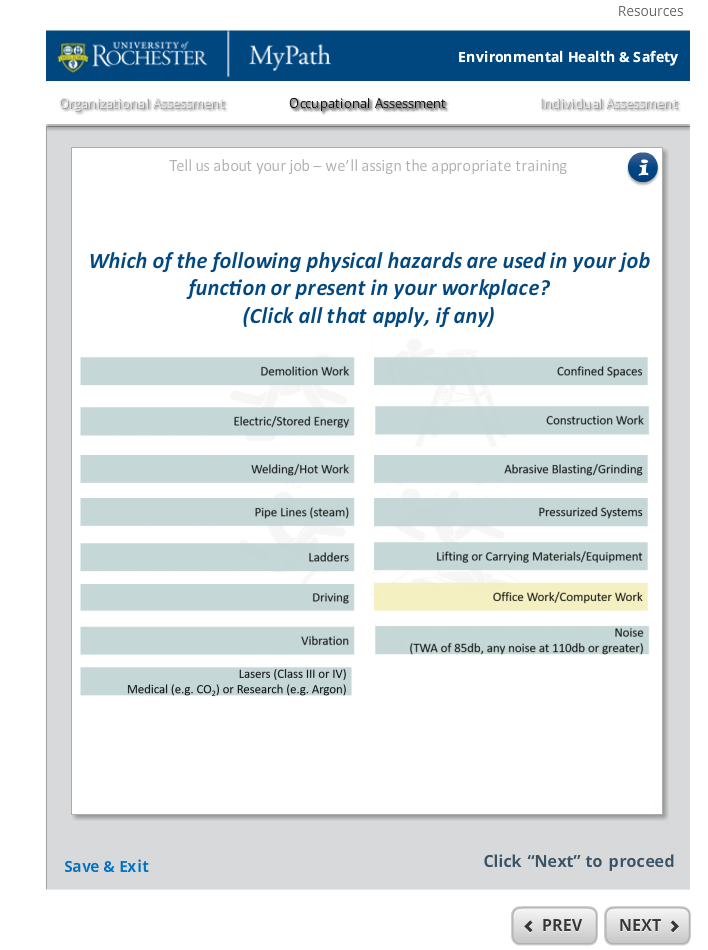 Resources
UNIVERSITY of
ROCHESTER
MyPath
Environmental Health & Safety
Organizational Assessment
Occupational Assessment
Individual Assessment
Tell us about your job – we'll assign the appropriate training
i
Which of the following physical hazards are used in your job
function or present in your workplace?
(Click all that apply, if any)
Demolition Work
Confined Spaces
Electric/Stored Energy
Construction Work
Welding/Hot Work
Abrasive Blasting/Grinding
Pipe Lines (steam)
Pressurized Systems
Ladders
Lifting or Carrying Materials/Equipment
Driving
Office Work/Computer Work
Vibration
Noise
(TWA of 85db, any noise at 110db or greater)
Lasers (Class III or IV)
Medical (e.g. CO₂) or Research (e.g. Argon)
Save & Exit
Click “Next” to proceed
PREV
NEXT